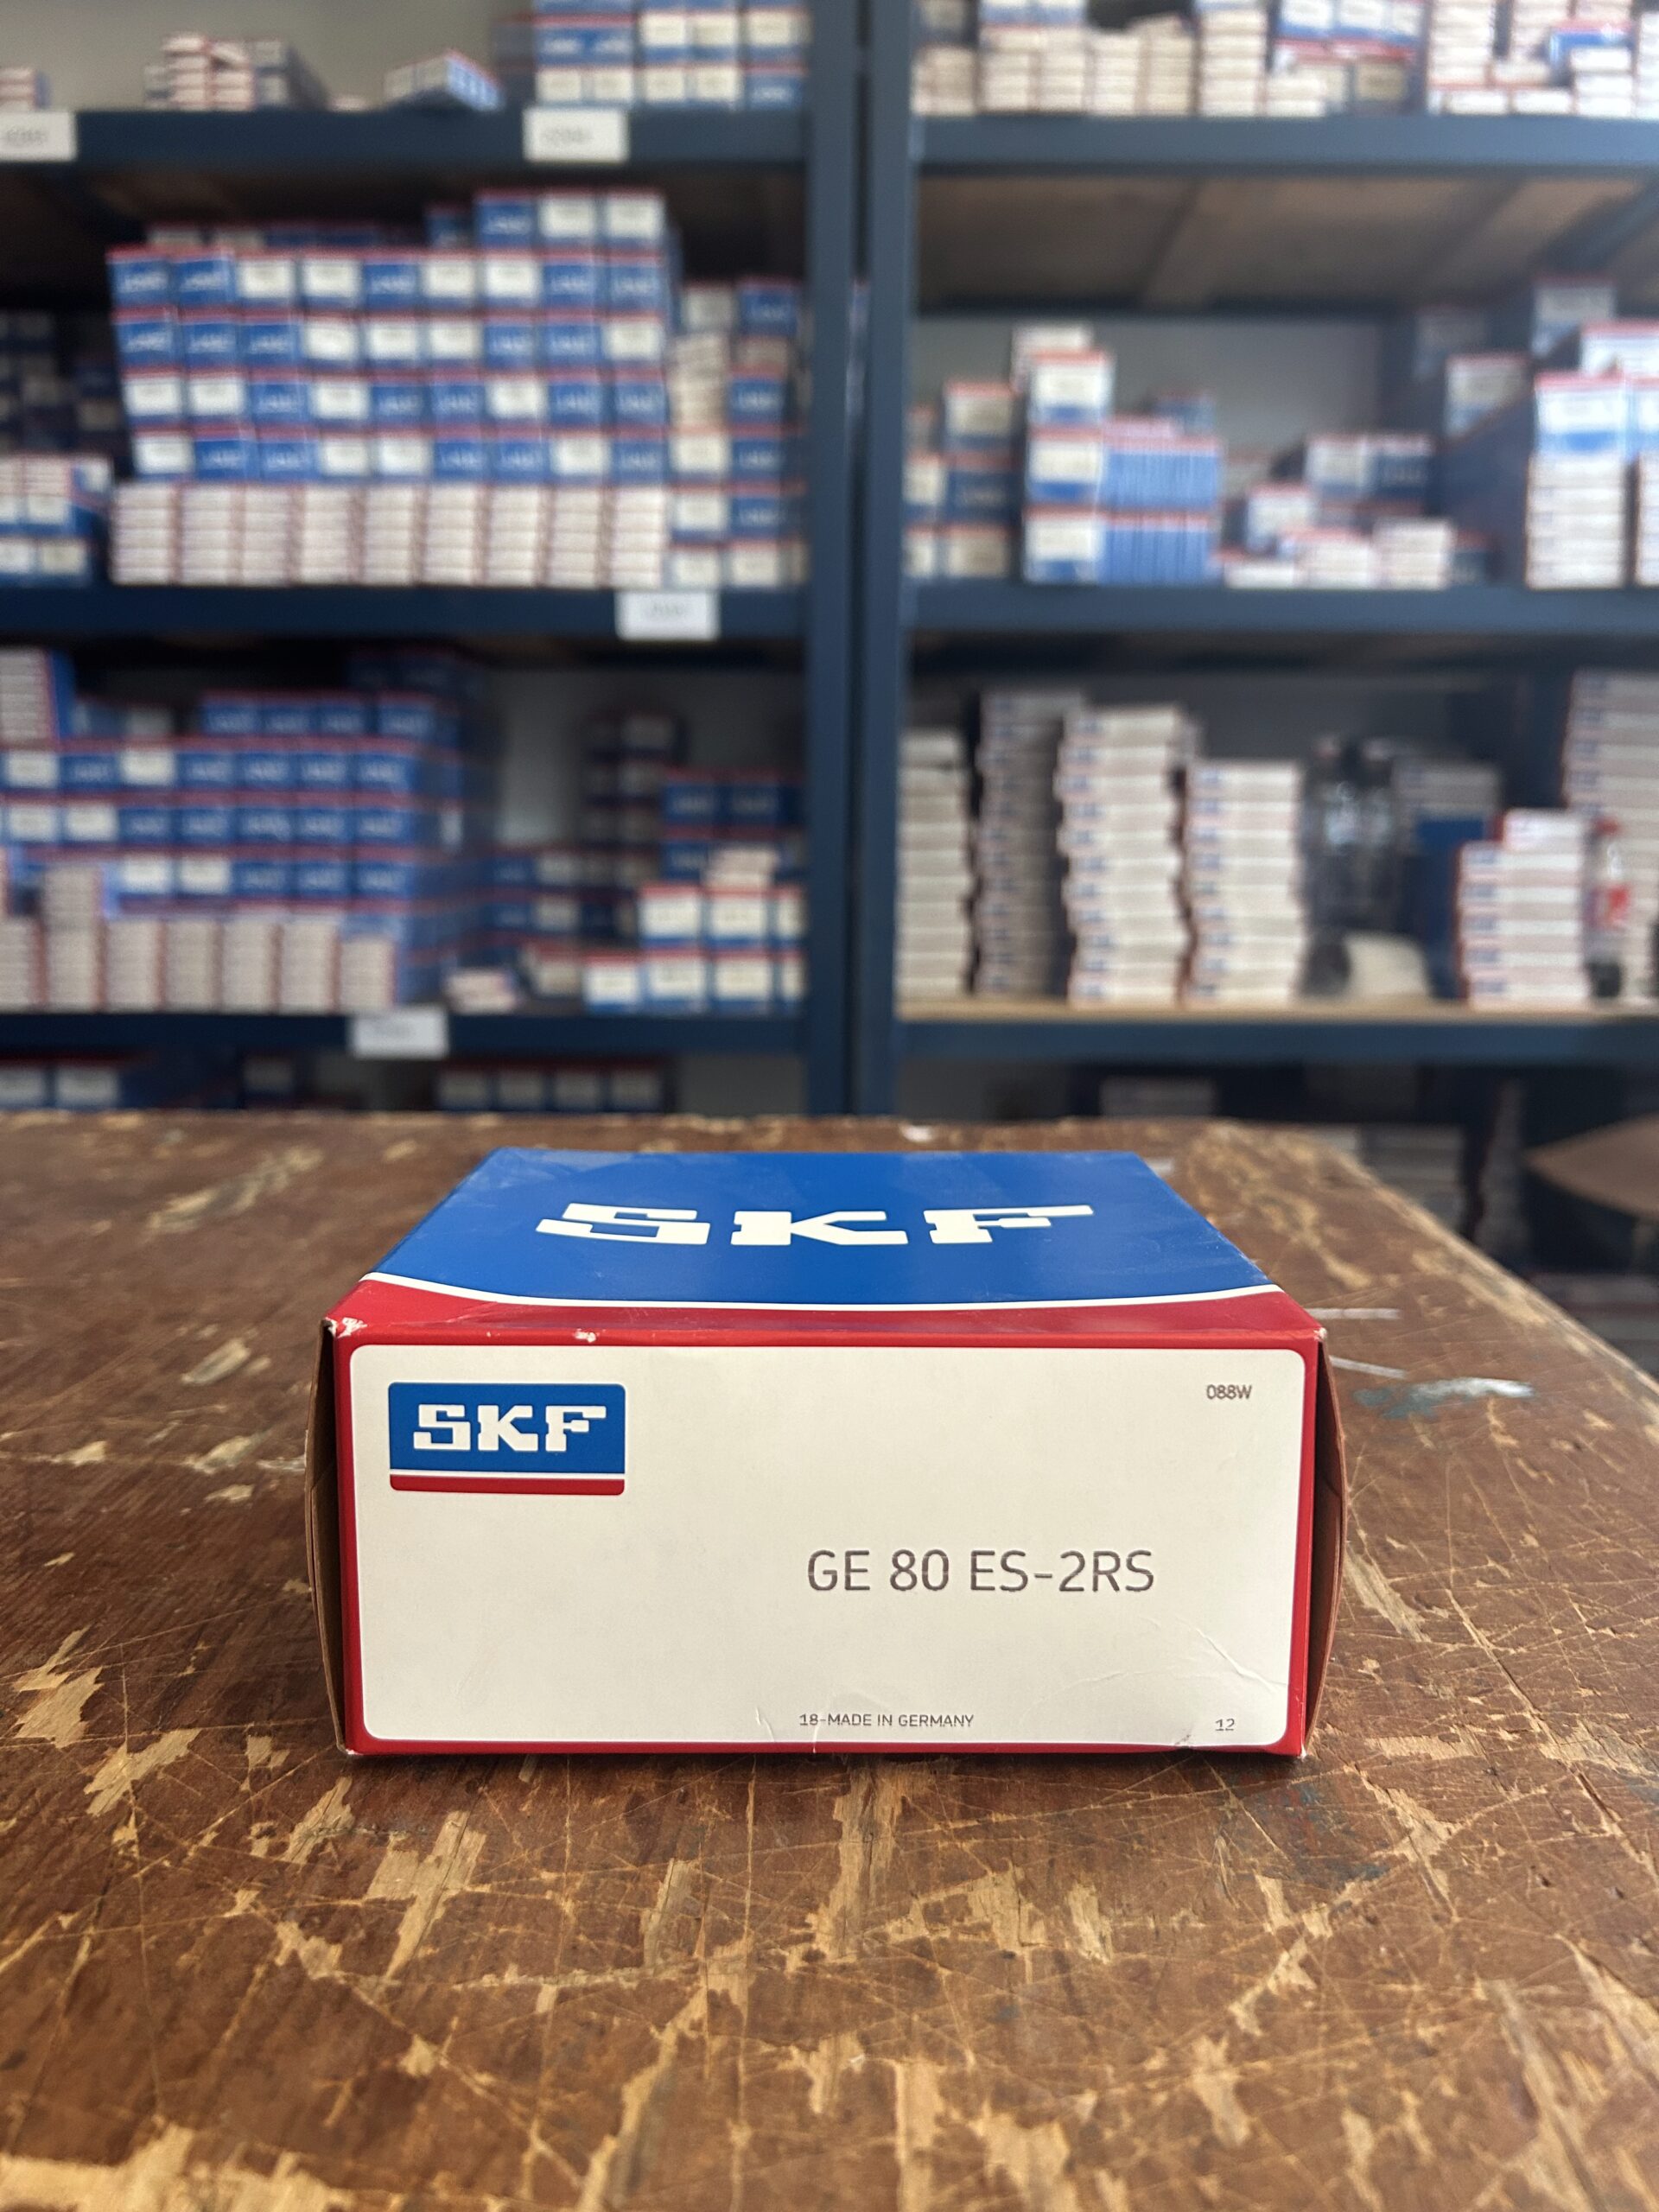 SKF
SKF
088W
GE 80 ES-2RS
18-MADE IN GERMANY
12